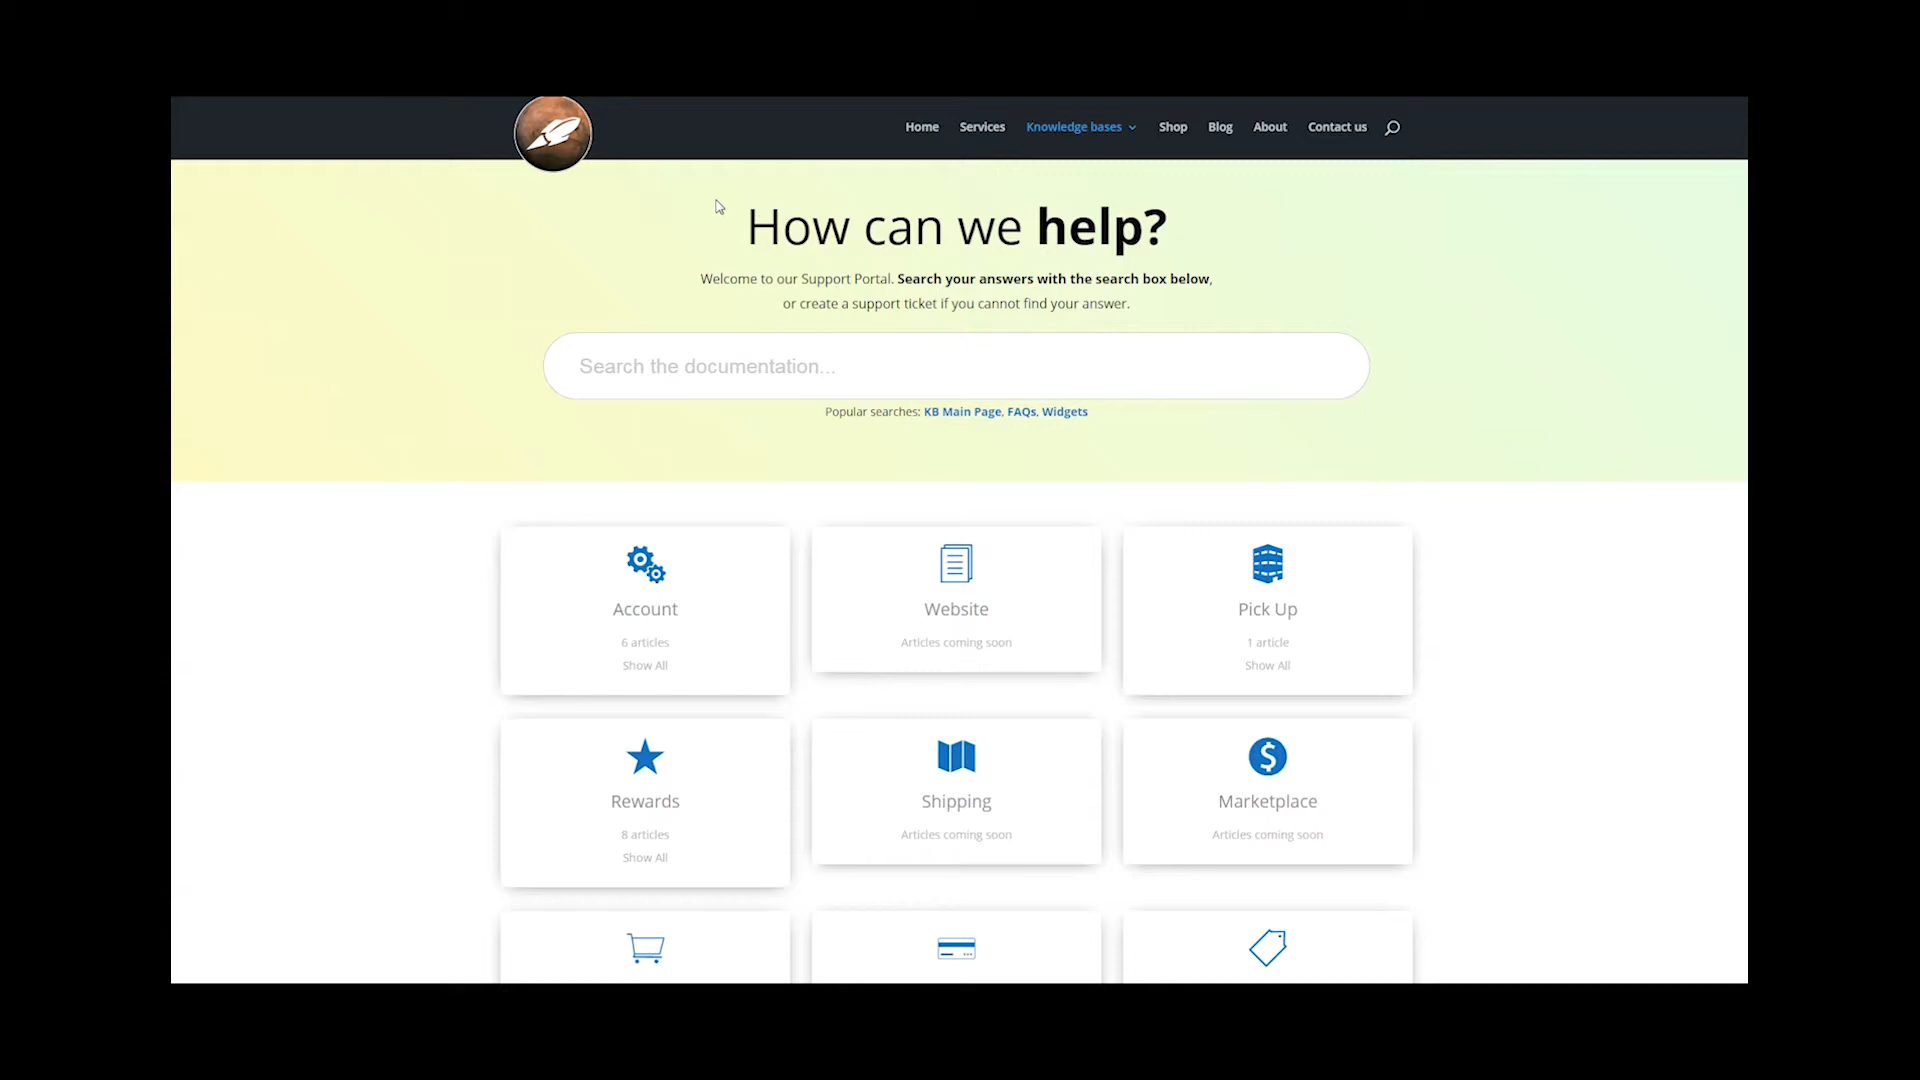 Home Services Knowledge bases Shop Blog About Contact us
How can we help?
Welcome to our Support Portal. Search your answers with the search box below,
or create a support ticket if you cannot find your answer.
Search the documentation...
Popular searches: KB Main Page, FAQs, Widgets
Account
6 articles
Show All
Website
Articles coming soon
Pick Up
1 article
Show All
Rewards
8 articles
Show All
Shipping
Articles coming soon
Marketplace
Articles coming soon